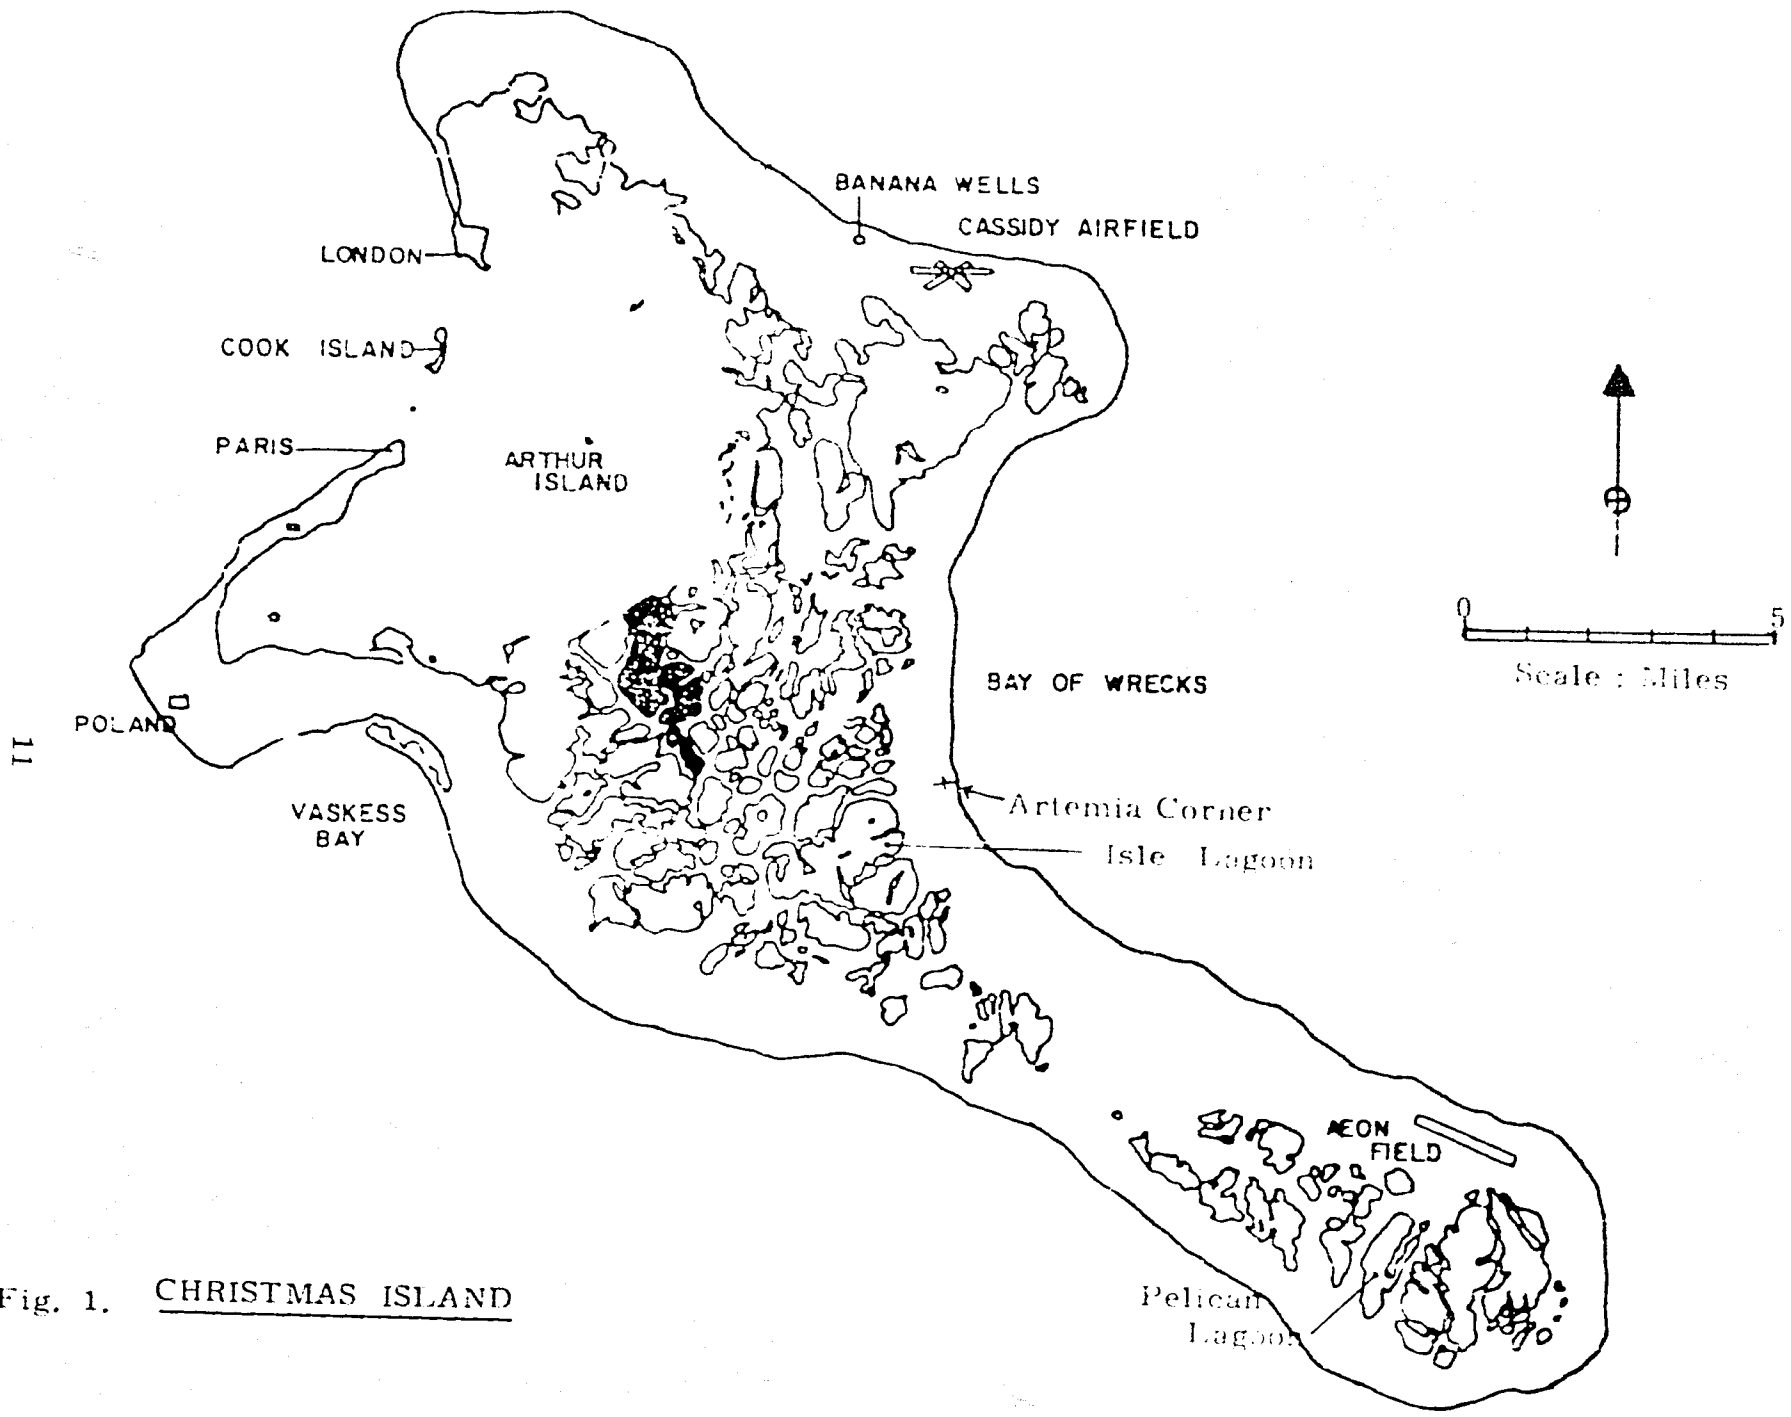 BANANA WELLS
CASSIDY AIRFIELD
LONDON
COOK ISLAND
PARIS
ARTHUR
ISLAND
0 5
Scale : Miles
BAY OF WRECKS
POLAND
11
VASKESS
BAY
Artemia Corner
Isle Lagoon
AEON
FIELD
Pelican
Lagoon
Fig. 1. CHRISTMAS ISLAND